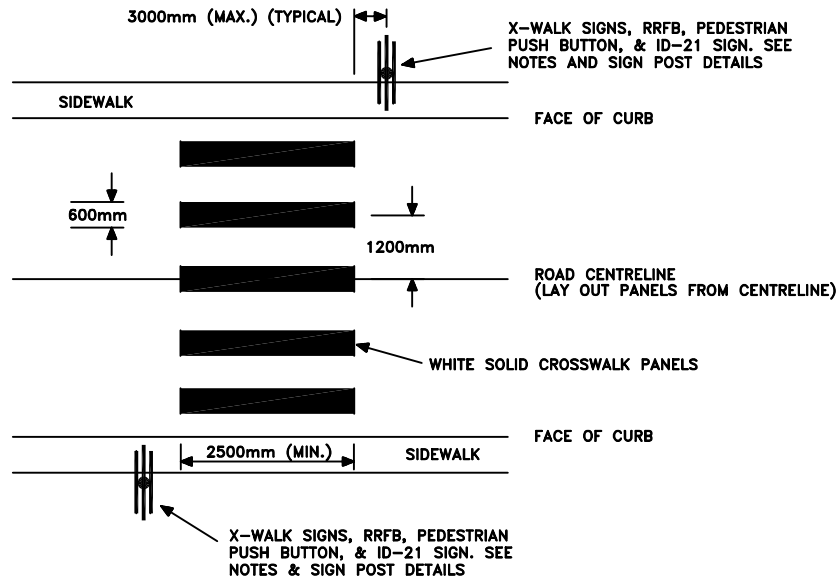 3000mm (MAX.) (TYPICAL)
X-WALK SIGNS, RRFB, PEDESTRIAN
PUSH BUTTON, & ID-21 SIGN. SEE
NOTES AND SIGN POST DETAILS
SIDEWALK
FACE OF CURB
600mm
1200mm
ROAD CENTRELINE
(LAY OUT PANELS FROM CENTRELINE)
WHITE SOLID CROSSWALK PANELS
FACE OF CURB
2500mm (MIN.)
SIDEWALK
X-WALK SIGNS, RRFB, PEDESTRIAN
PUSH BUTTON, & ID-21 SIGN. SEE
NOTES & SIGN POST DETAILS